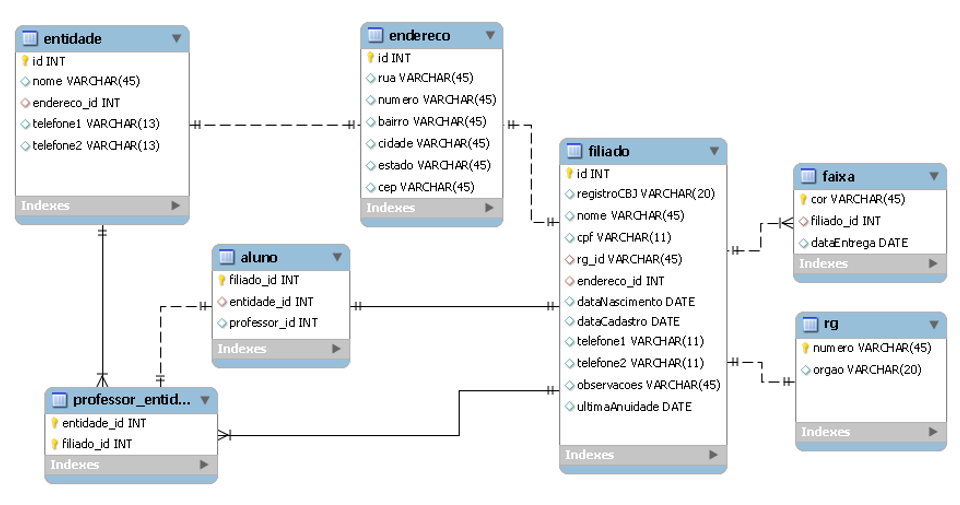 entidade
id INT
nome VARCHAR(45)
endereco_id INT
telefone1 VARCHAR(13)
telefone2 VARCHAR(13)
Indexes
endereco
id INT
rua VARCHAR(45)
numero VARCHAR(45)
bairro VARCHAR(45)
cidade VARCHAR(45)
estado VARCHAR(45)
cep VARCHAR(45)
Indexes
filiado
id INT
registroCBJ VARCHAR(20)
nome VARCHAR(45)
cpf VARCHAR(11)
rg_id VARCHAR(45)
endereco_id INT
dataNascimento DATE
dataCadastro DATE
telefone1 VARCHAR(11)
telefone2 VARCHAR(11)
observacoes VARCHAR(45)
ultimaAnuidade DATE
Indexes
faixa
cor VARCHAR(45)
filiado_id INT
dataEntrega DATE
Indexes
aluno
filiado_id INT
entidade_id INT
professor_id INT
Indexes
rg
numero VARCHAR(45)
orgao VARCHAR(20)
Indexes
professor_entid...
entidade_id INT
filiado_id INT
Indexes